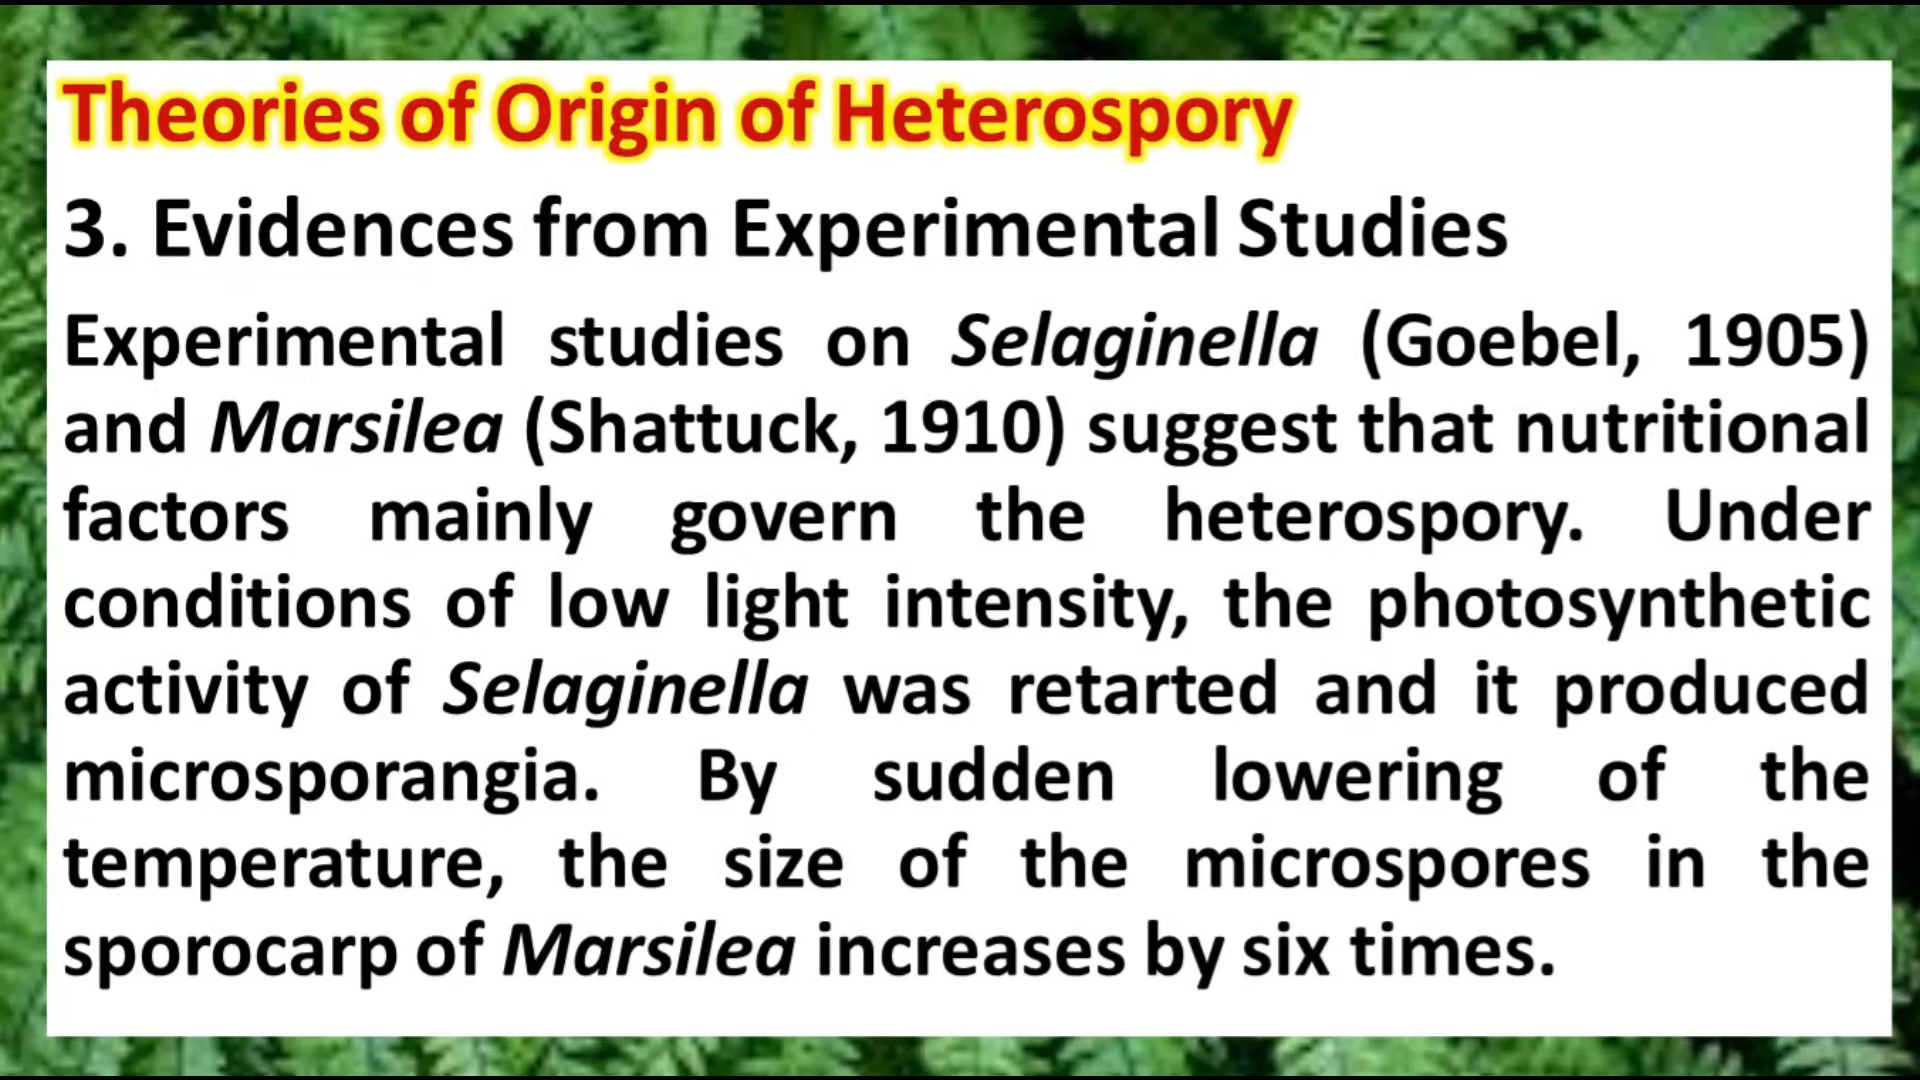 Theories of Origin of Heterospory
3. Evidences from Experimental Studies
Experimental studies on Selaginella (Goebel, 1905)
and Marsilea (Shattuck, 1910) suggest that nutritional
factors mainly govern the heterospory. Under
conditions of low light intensity, the photosynthetic
activity of Selaginella was retarted and it produced
microsporangia. By sudden lowering of the
temperature, the size of the microspores in the
sporocarp of Marsilea increases by six times.